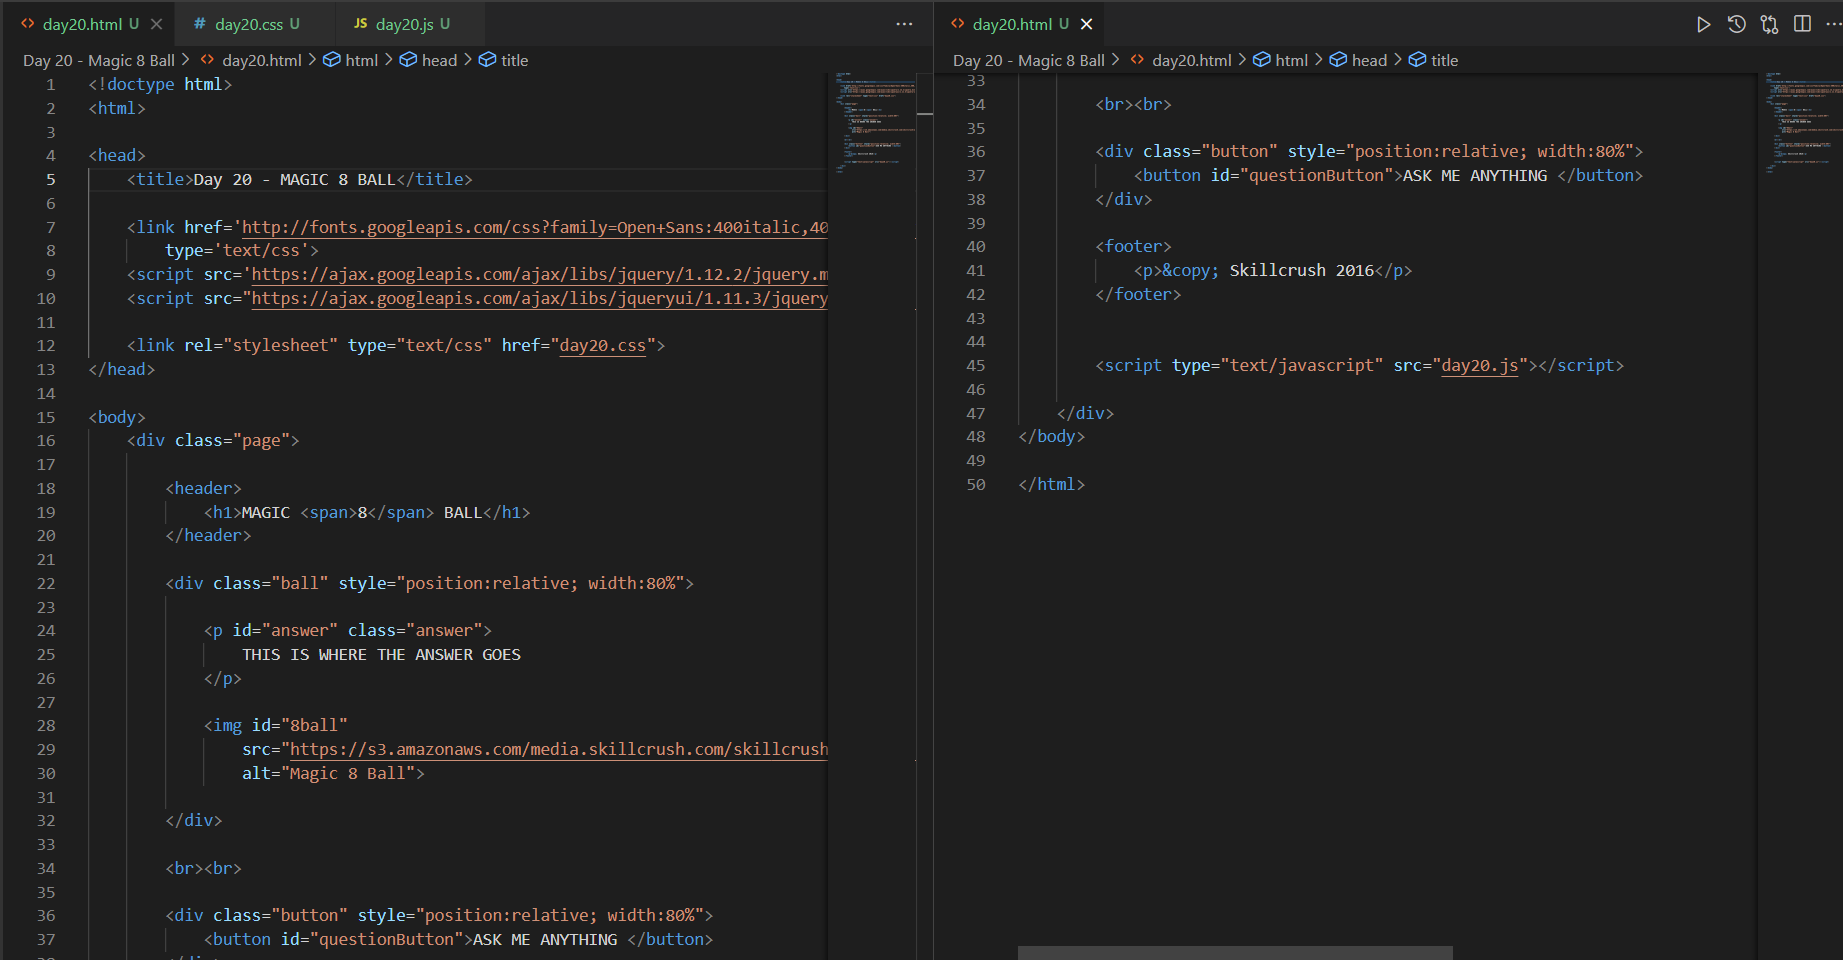 day20.html U
day20.css U
JS day20.js U
Day 20 - Magic 8 Ball > day20.html > html > head > title
1 <!doctype html>
2 <html>
3
4 <head>
5 <title>Day 20 - MAGIC 8 BALL</title>
6
7 <link href='http://fonts.googleapis.com/css?family=Open+Sans:400italic,40
8 type='text/css'>
9 <script src='https://ajax.googleapis.com/ajax/libs/jquery/1.12.2/jquery.m
10 <script src="https://ajax.googleapis.com/ajax/libs/jqueryui/1.11.3/jquery
11
12 <link rel="stylesheet" type="text/css" href="day20.css">
13 </head>
14
15 <body>
16 <div class="page">
17
18 <header>
19 <h1>MAGIC <span>8</span> BALL</h1>
20 </header>
21
22 <div class="ball" style="position:relative; width:80%">
23
24 <p id="answer" class="answer">
25 THIS IS WHERE THE ANSWER GOES
26 </p>
27
28 <img id="8ball"
29 src="https://s3.amazonaws.com/media.skillcrush.com/skillcrush
30 alt="Magic 8 Ball">
31
32 </div>
33
34 <br><br>
35
36 <div class="button" style="position:relative; width:80%">
37 <button id="questionButton">ASK ME ANYTHING </button>
day20.html U
Day 20 - Magic 8 Ball > day20.html > html > head > title
33
34 <br><br>
35
36 <div class="button" style="position:relative; width:80%">
37 <button id="questionButton">ASK ME ANYTHING </button>
38 </div>
39
40 <footer>
41 <p>&copy; Skillcrush 2016</p>
42 </footer>
43
44
45 <script type="text/javascript" src="day20.js"></script>
46
47 </div>
48 </body>
49
50 </html>